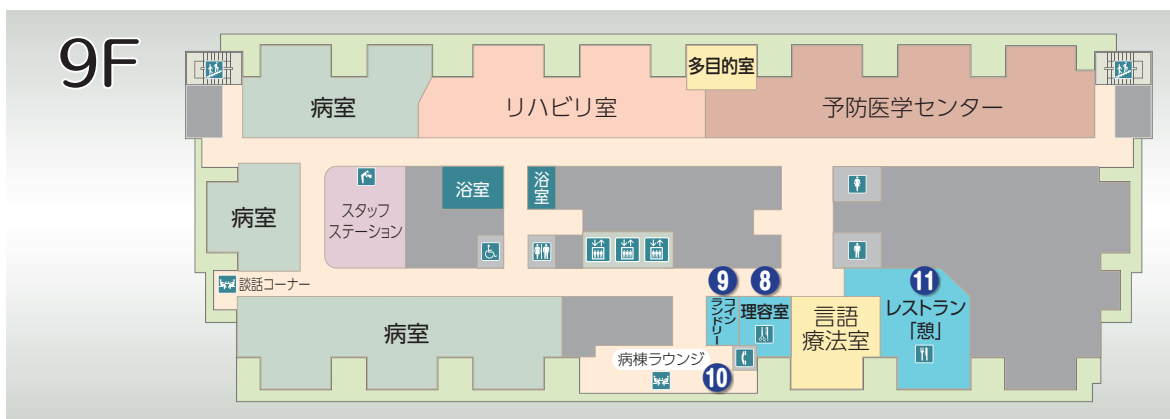 9F
多目的室
病室
リハビリ室
予防医学センター
浴室
浴室
病室
スタッフ
ステーション
談話コーナー
9
8
11
コイン
ランドリー
理容室
言語
療法室
レストラン
「憩」
病室
病棟ラウンジ
10